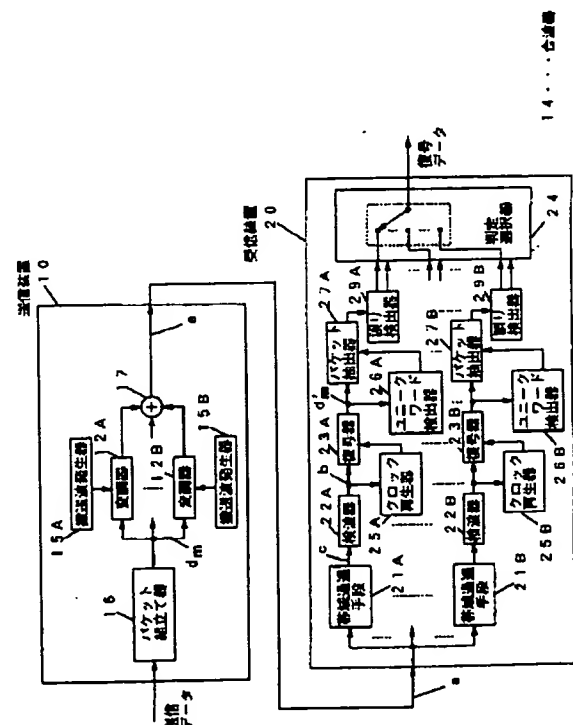 送信装置
10
送信
データ
16
パケット
組立て器
dm
15A
搬送波発生器
変調器
12A
12B
変調器
搬送波発生器
15B
17
a
受信装置
20
a
帯域通過
手段
21A
c
22A
検波器
b
25A
クロック
再生器
23A
復号器
d'm
26A
ユニーク
ワード
検出器
27A
パケット
抽出器
29A
誤り
検出器
帯域通過
手段
21B
22B
検波器
クロック
再生器
25B
23B
復号器
ユニーク
ワード
検出器
26B
27B
パケット
抽出器
29B
誤り
検出器
判定
選択器
24
復号
データ
14・・・合波器